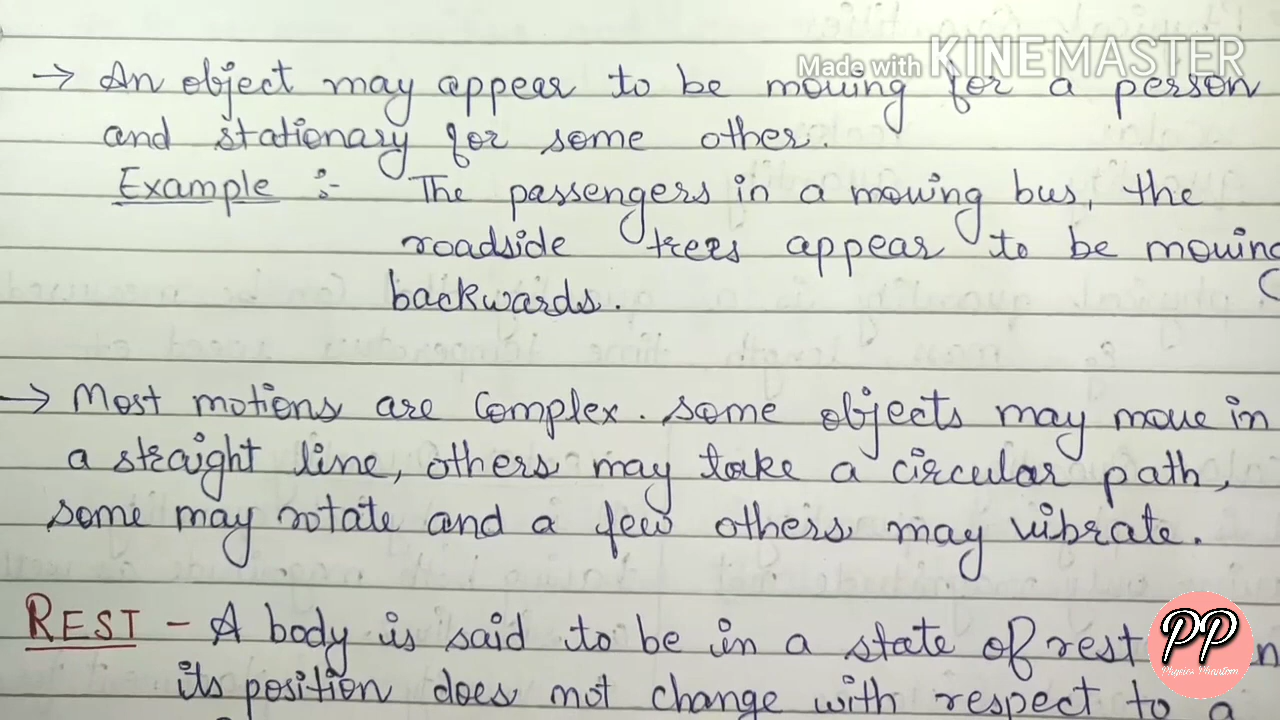 Made with KINEMASTER
→ An object may appear to be moving for a person
and stationary for some other.
Example :- The passengers in a moving bus, the
roadside trees appear to be moving
backwards.
→ Most motions are complex. Some objects may move in
a straight line, others may take a circular path,
some may rotate and a few others may vibrate.
REST - A body is said to be in a state of rest
its position does not change with respect to a
PP
Physics Phantom